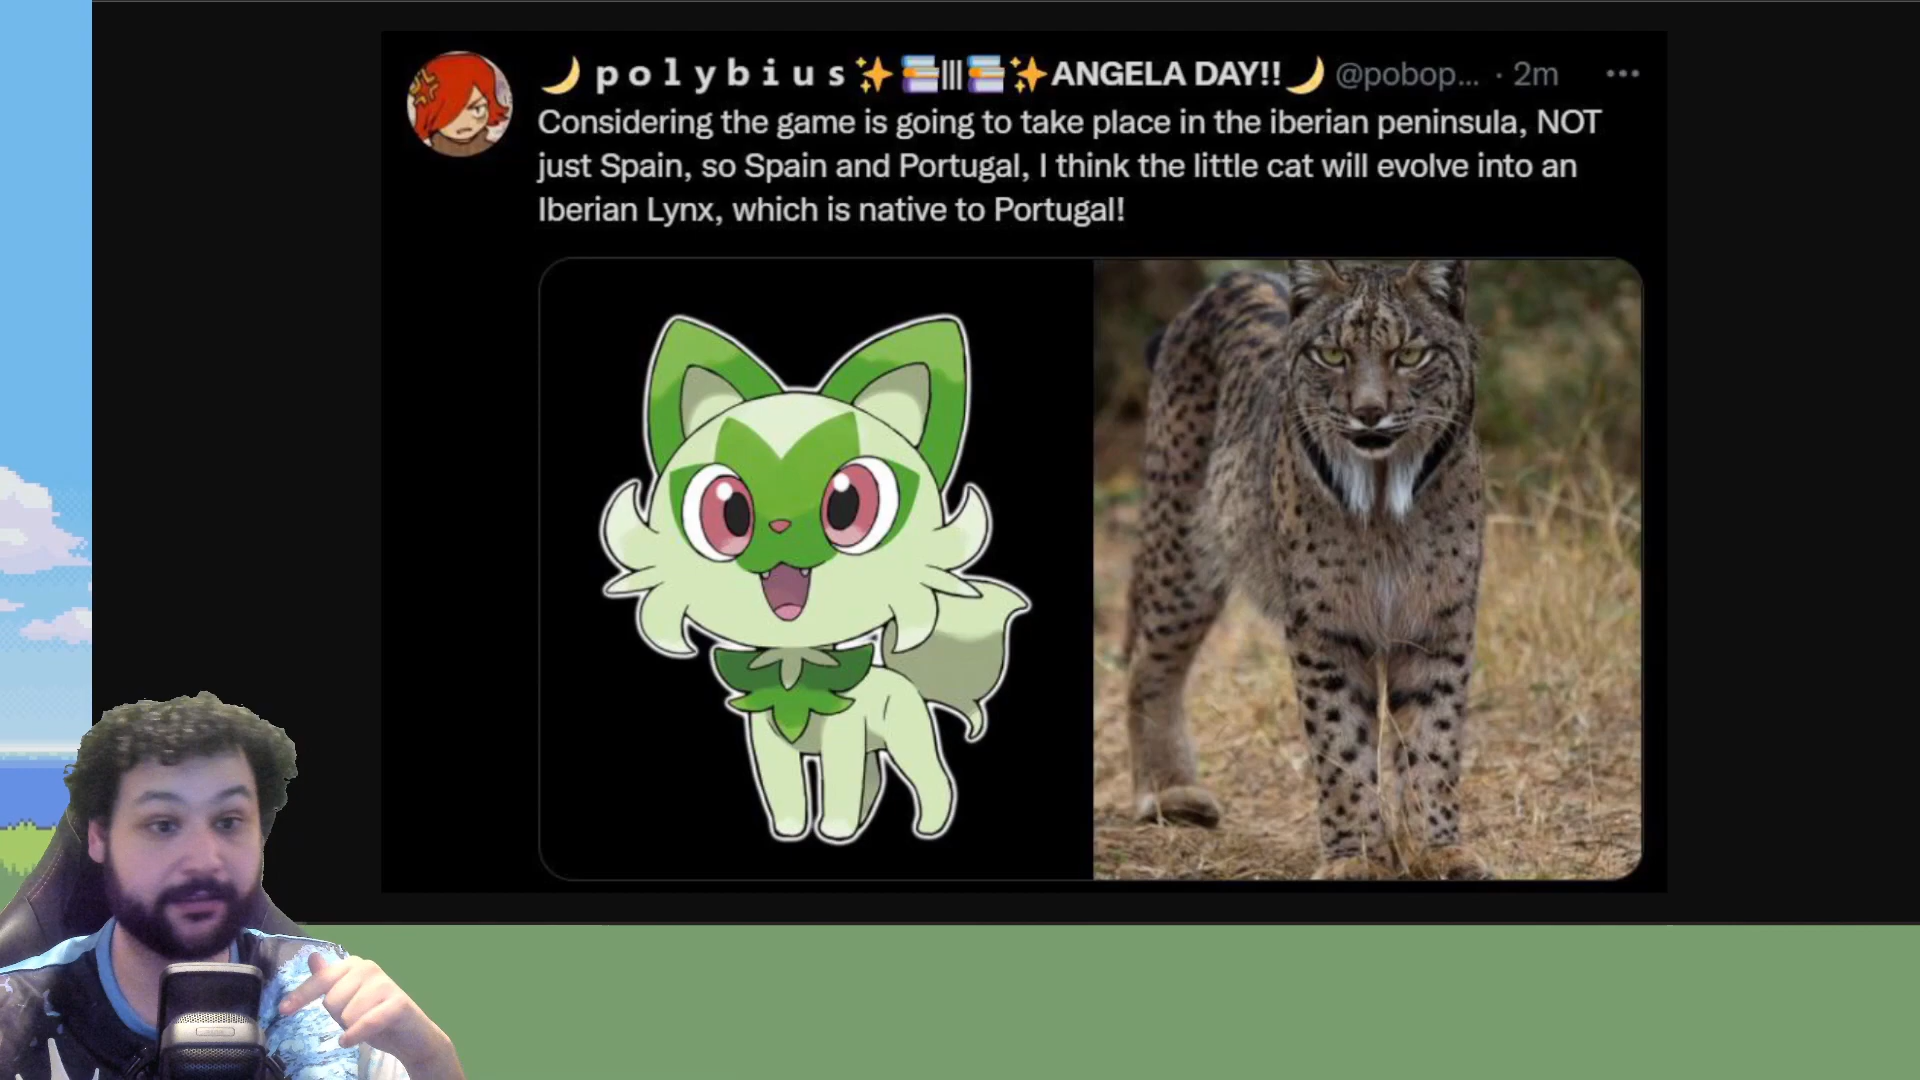 🌙 p o l y b i u s ✨📚||||📚✨ANGELA DAY!!🌙 @pobop... · 2m ...
Considering the game is going to take place in the iberian peninsula, NOT
just Spain, so Spain and Portugal, I think the little cat will evolve into an
Iberian Lynx, which is native to Portugal!